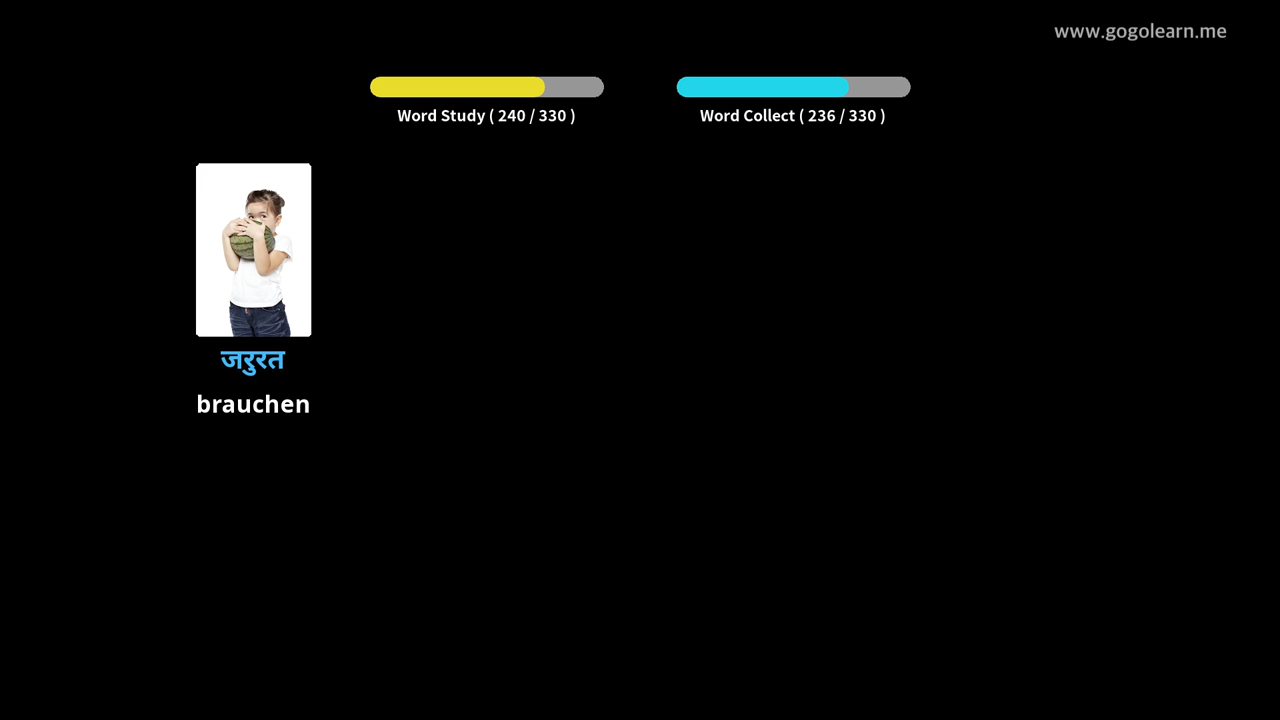 www.gogolearn.me
Word Study ( 240 / 330 )
Word Collect ( 236 / 330 )
जरुरत
brauchen